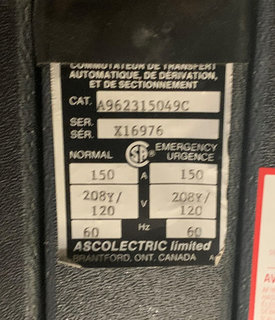 COMMUTATEUR DE TRANSFERT
AUTOMATIQUE, DE DÉRIVATION,
ET DE SECTIONNEMENT
CAT. A962315049C
SER.
SÉR. X16976
NORMAL EMERGENCY
URGENCE
150 A 150
208Y/ 208Y/
120 V 120
60 Hz 60
ASCOLECTRIC limited
BRANTFORD, ONT. CANADA
AV